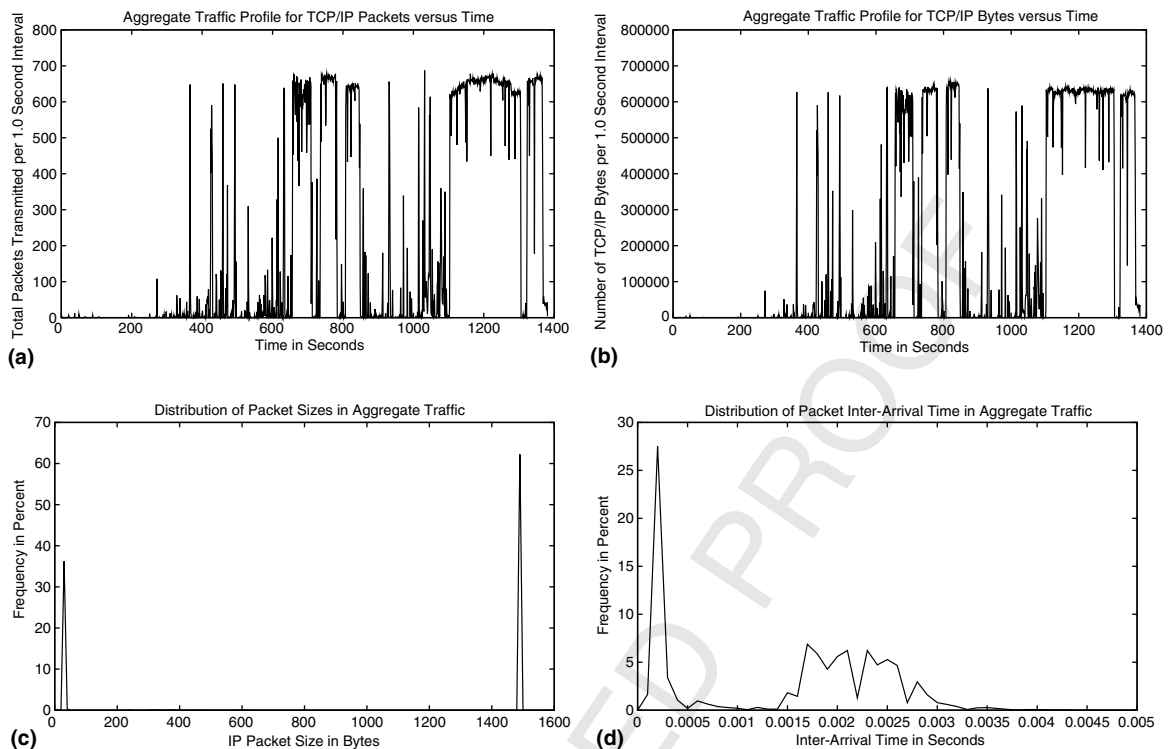 Aggregate Traffic Profile for TCP/IP Packets versus Time
Total Packets Transmitted per 1.0 Second Interval
800
700
600
500
400
300
200
100
0
0 200 400 600 800 1000 1200 1400
Time in Seconds
(a)
Aggregate Traffic Profile for TCP/IP Bytes versus Time
Number of TCP/IP Bytes per 1.0 Second Interval
800000
700000
600000
500000
400000
300000
200000
100000
0
0 200 400 600 800 1000 1200 1400
Time in Seconds
(b)
Distribution of Packet Sizes in Aggregate Traffic
Frequency in Percent
70
60
50
40
30
20
10
0
0 200 400 600 800 1000 1200 1400 1600
IP Packet Size in Bytes
(c)
Distribution of Packet Inter-Arrival Time in Aggregate Traffic
Frequency in Percent
30
25
20
15
10
5
0
0 0.0005 0.001 0.0015 0.002 0.0025 0.003 0.0035 0.004 0.0045 0.005
Inter-Arrival Time in Seconds
(d)
ED PROOF